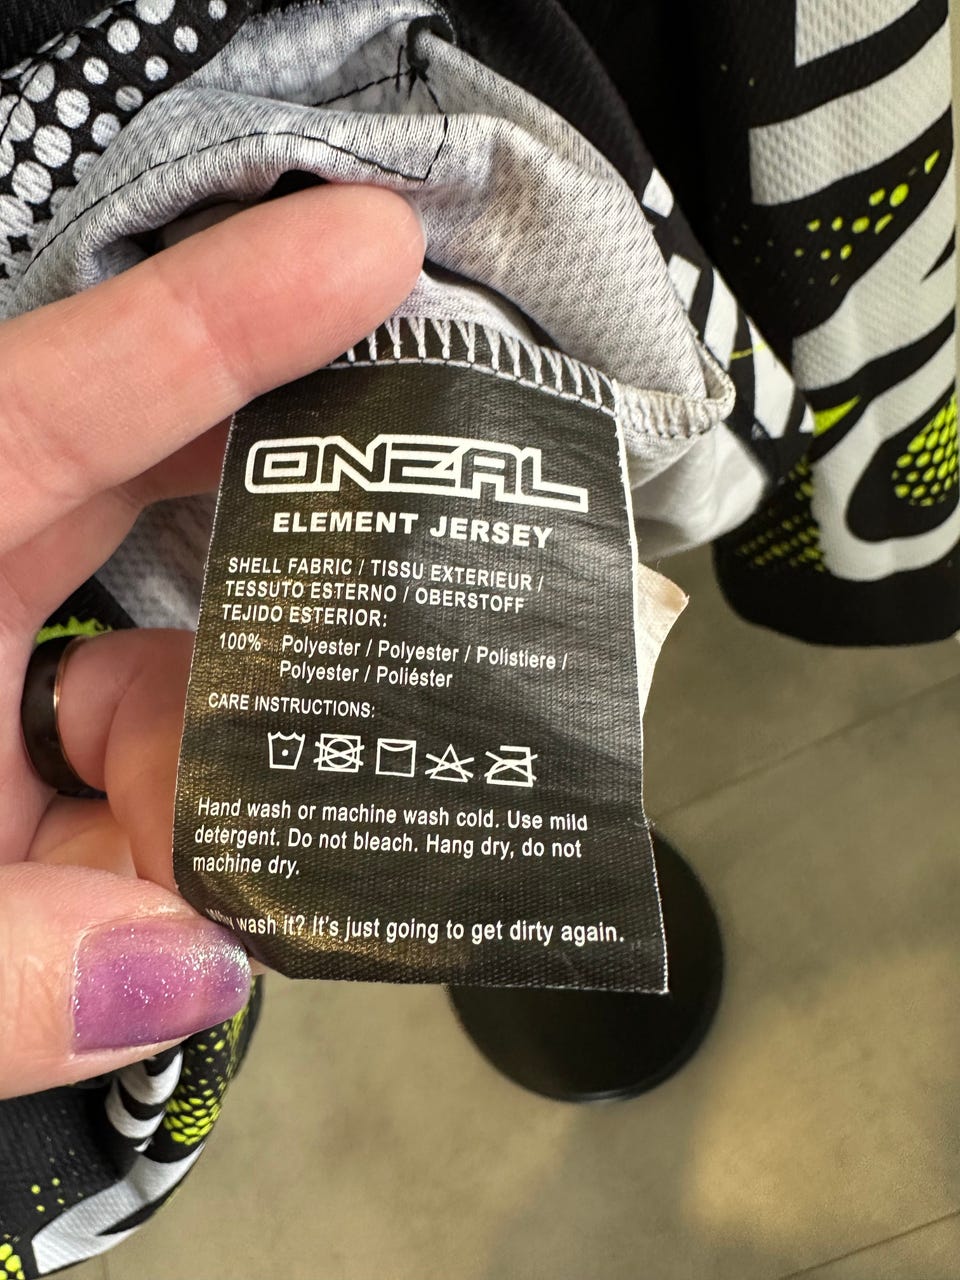 ONEAL
ELEMENT JERSEY
SHELL FABRIC / TISSU EXTERIEUR /
TESSUTO ESTERNO / OBERSTOFF
TEJIDO ESTERIOR:
100% Polyester / Polyester / Polistiere /
Polyester / Poliéster
CARE INSTRUCTIONS:
Hand wash or machine wash cold. Use mild
detergent. Do not bleach. Hang dry, do not
machine dry.
Why wash it? It's just going to get dirty again.